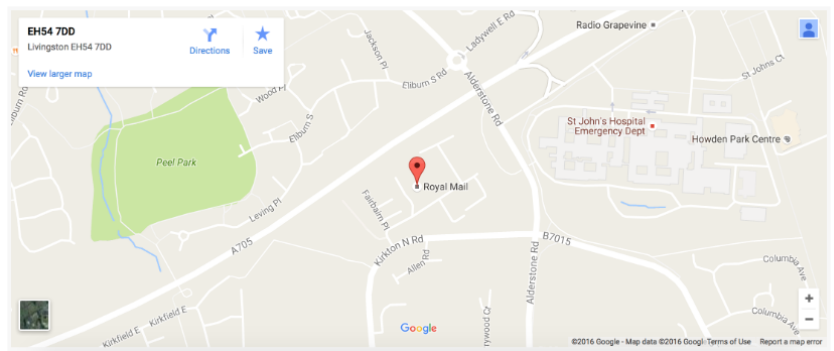 EH54 7DD
Livingston EH54 7DD
Directions
Save
View larger map
Radio Grapevine
Ladywell E Rd
Jackson Pl
St Johns Ct
Eliburn S Rd
Alderstone Rd
Eliburn S
St John's Hospital
Emergency Dept
Howden Park Centre
Peel Park
Royal Mail
Fairbairn Pl
Leving Pl
A705
Kirkton N Rd
B7015
Allen Rd
Alderstone Rd
Columbia Ave
Kirkfield E
Kirkfield E
Columbia Ave
+
−
Google
©2016 Google - Map data ©2016 Google
Terms of Use
Report a map error